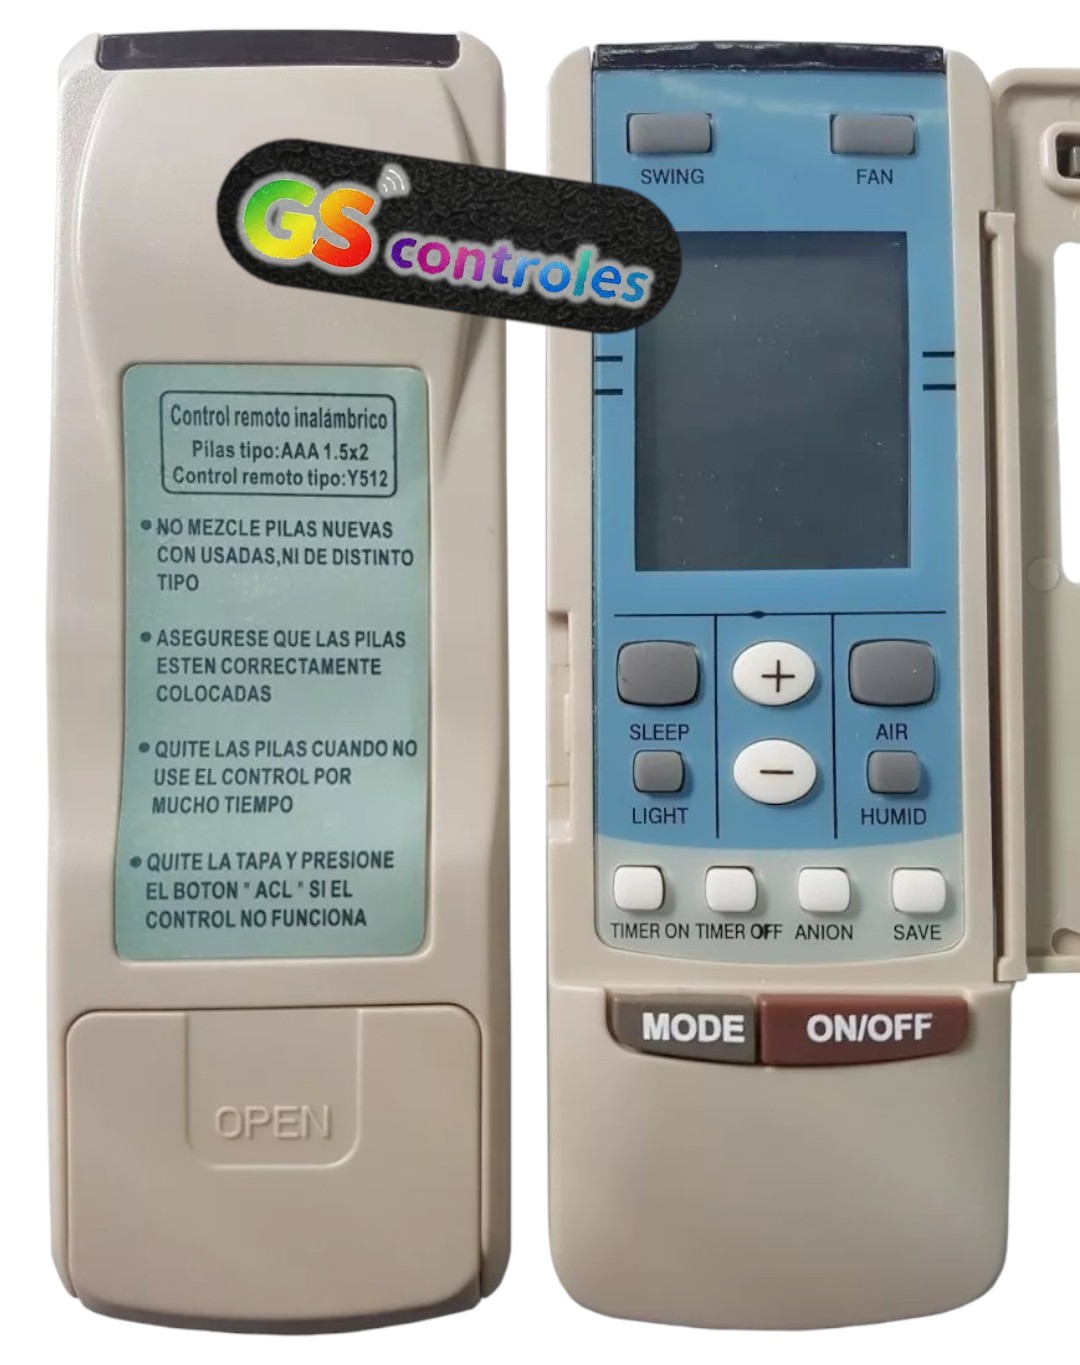 GS controles
Control remoto inalámbrico
Pilas tipo:AAA 1.5x2
Control remoto tipo:Y512
• NO MEZCLE PILAS NUEVAS
CON USADAS,NI DE DISTINTO
TIPO
• ASEGURESE QUE LAS PILAS
ESTEN CORRECTAMENTE
COLOCADAS
• QUITE LAS PILAS CUANDO NO
USE EL CONTROL POR
MUCHO TIEMPO
• QUITE LA TAPA Y PRESIONE
EL BOTON " ACL " SI EL
CONTROL NO FUNCIONA
OPEN
SWING FAN
+
SLEEP AIR
−
LIGHT HUMID
TIMER ON TIMER OFF ANION SAVE
MODE ON/OFF